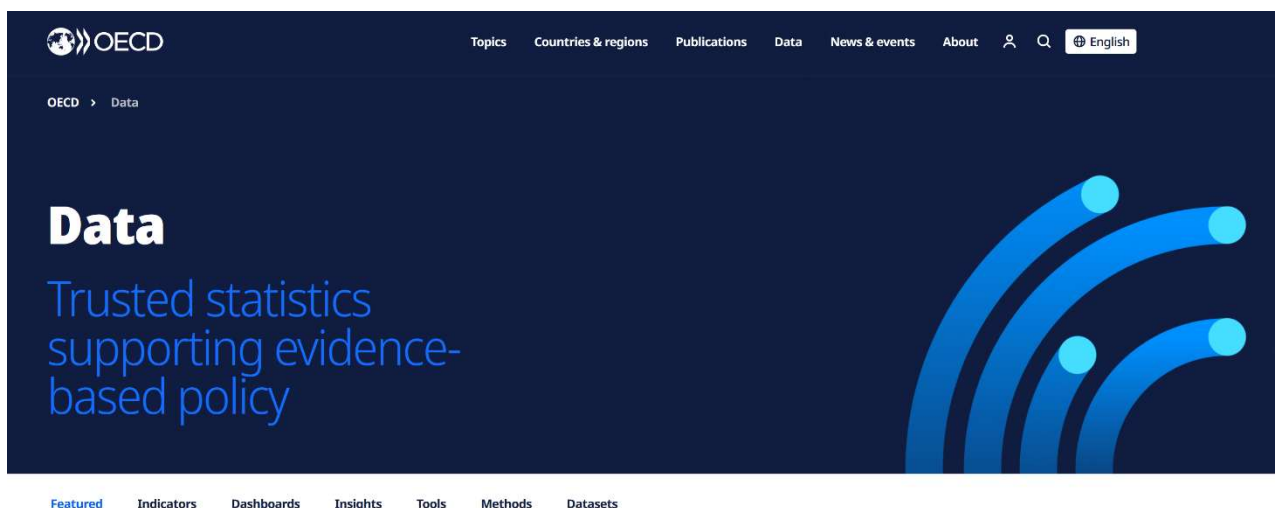 OECD
Topics Countries & regions Publications Data News & events About English
OECD > Data
Data
Trusted statistics
supporting evidence-
based policy
Featured Indicators Dashboards Insights Tools Methods Datasets